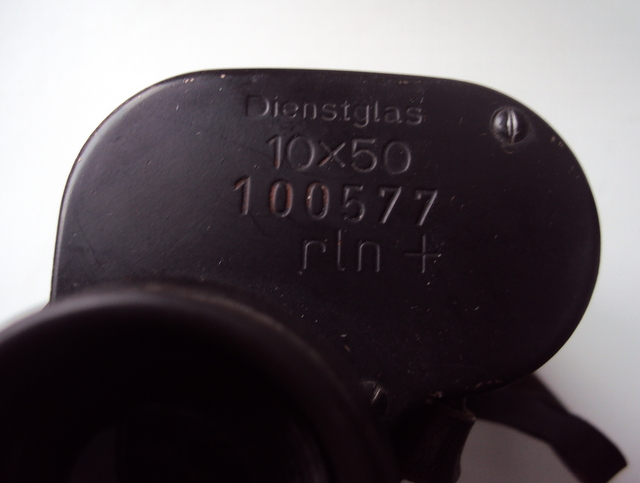 Dienstglas
10x50
100577
rln +